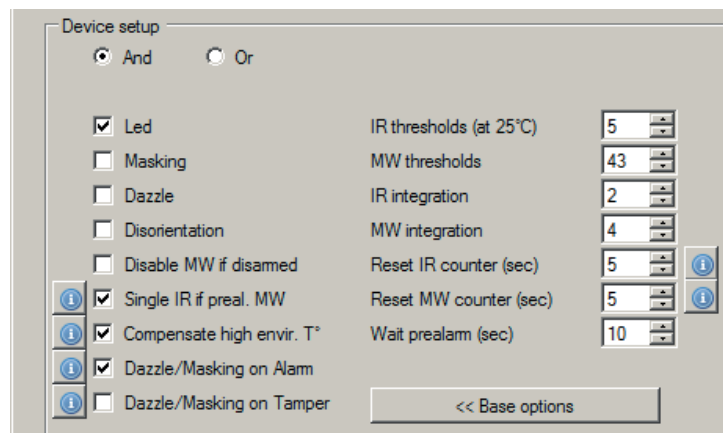 Device setup
And Or
Led IR thresholds (at 25°C) 5
Masking MW thresholds 43
Dazzle IR integration 2
Disorientation MW integration 4
Disable MW if disarmed Reset IR counter (sec) 5
Single IR if preal. MW Reset MW counter (sec) 5
Compensate high envir. T° Wait prealarm (sec) 10
Dazzle/Masking on Alarm
Dazzle/Masking on Tamper << Base options